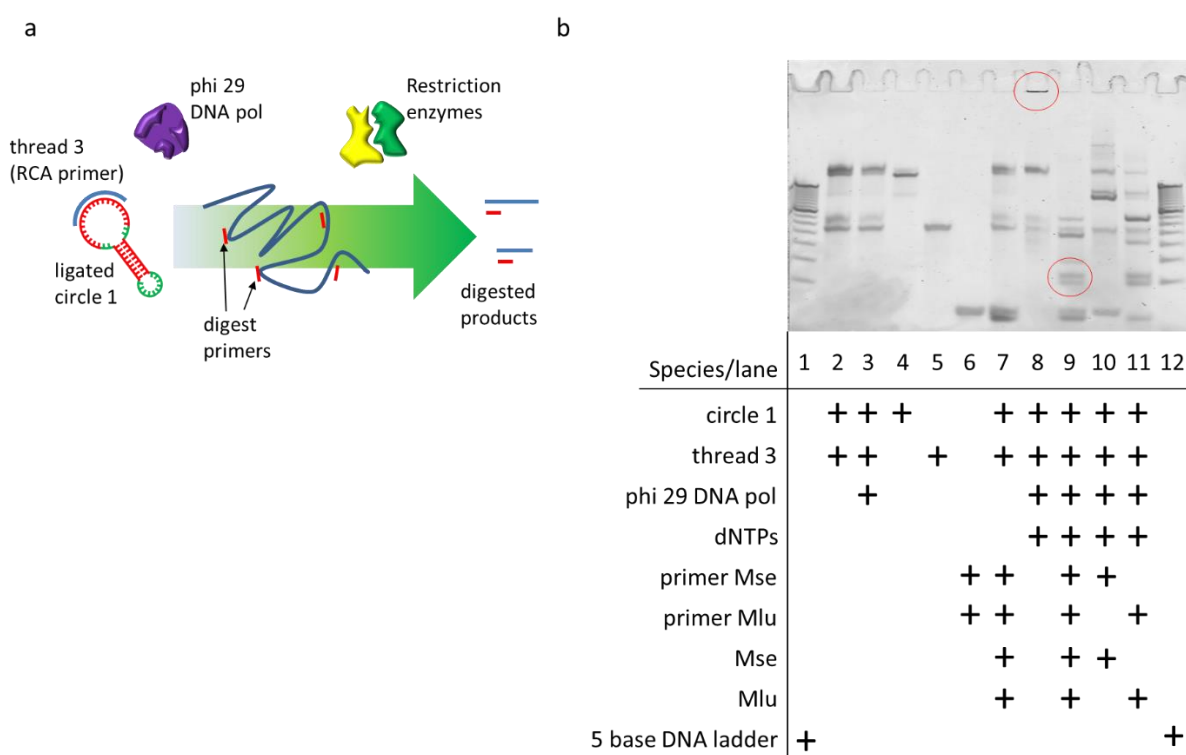 a
b
phi 29
DNA pol
Restriction
enzymes
thread 3
(RCA primer)
ligated
circle 1
digest
primers
digested
products
Species/lane 1 2 3 4 5 6 7 8 9 10 11 12
circle 1 + + + + + + + +
thread 3 + + + + + + + +
phi 29 DNA pol + + + + +
dNTPs + + + +
primer Mse + + + +
primer Mlu + + + +
Mse + + +
Mlu + + +
5 base DNA ladder + +